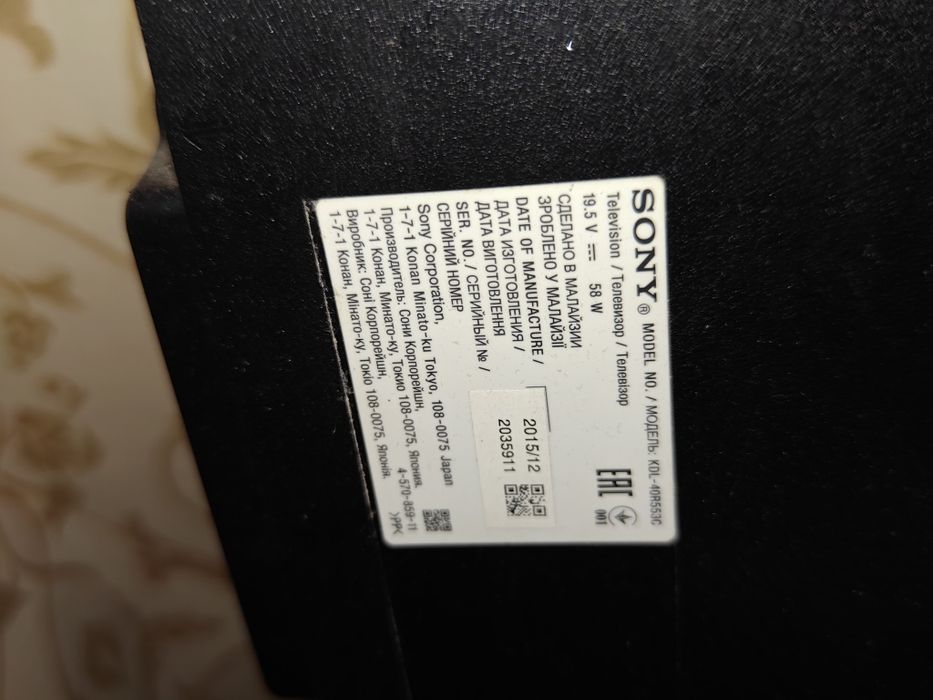 SONY® MODEL NO. / МОДЕЛЬ: KDL-40R553C
Television / Телевизор / Телевізор
19.5 V ⎓ 58 W
EAC
001
СДЕЛАНО В МАЛАЙЗИИ
ЗРОБЛЕНО У МАЛАЙЗІЇ
DATE OF MANUFACTURE /
ДАТА ИЗГОТОВЛЕНИЯ /
ДАТА ВИГОТОВЛЕННЯ
2015/12
SER. NO. / СЕРИЙНЫЙ № /
СЕРІЙНИЙ НОМЕР
2035911
Sony Corporation,
1-7-1 Konan Minato-ku Tokyo, 108-0075 Japan
Производитель: Сони Корпорейшн,
1-7-1 Конан, Минато-ку, Токио 108-0075, Япония.
Виробник: Соні Корпорейшн,
1-7-1 Конан, Мінато-ку, Токіо 108-0075, Японія.
4-570-859-11
>PPK